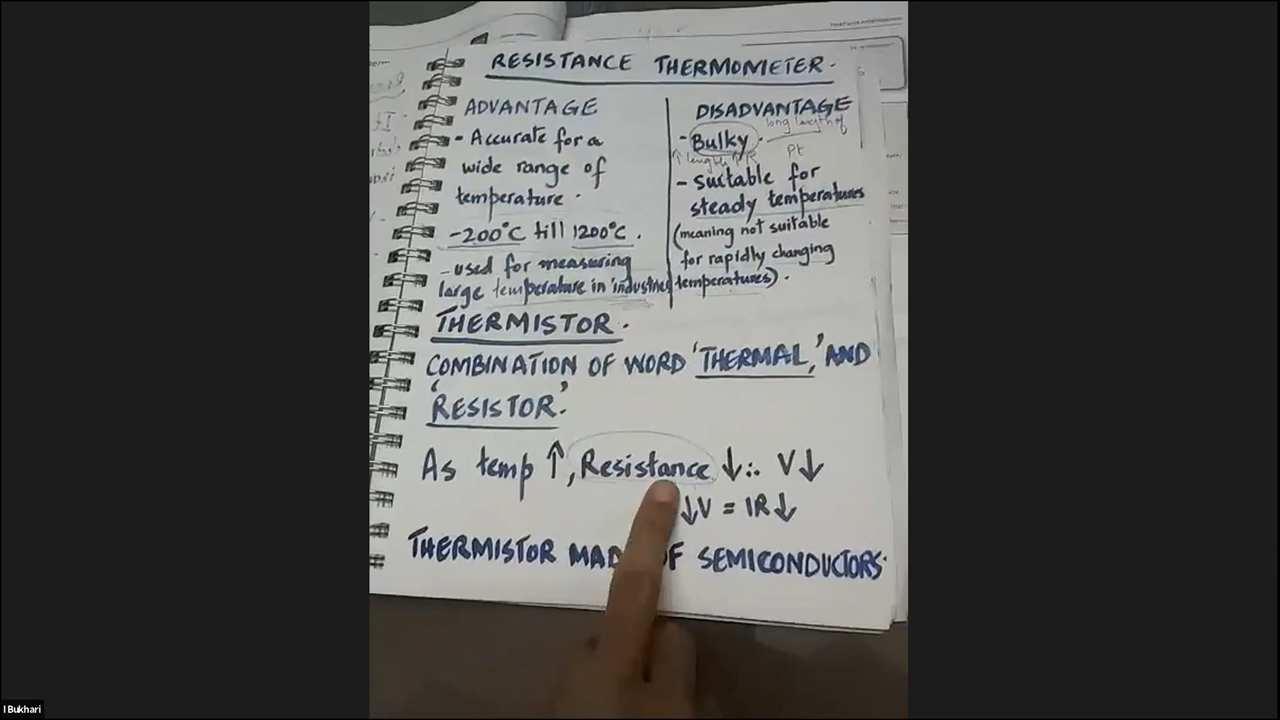 RESISTANCE THERMOMETER.
ADVANTAGE
- Accurate for a
wide range of
temperature.
-200°C till 1200°C.
- used for measuring
large temperature in 'industries
DISADVANTAGE
- Bulky. long length of
Pt
↑ length ↑ R
- suitable for
steady temperatures
(meaning not suitable
for rapidly changing
temperatures).
THERMISTOR.
COMBINATION OF WORD 'THERMAL,' AND
'RESISTOR.'
As temp ↑, Resistance ↓ ∴ V↓
↓V = IR↓
THERMISTOR MAD OF SEMICONDUCTORS.
I Bukhari